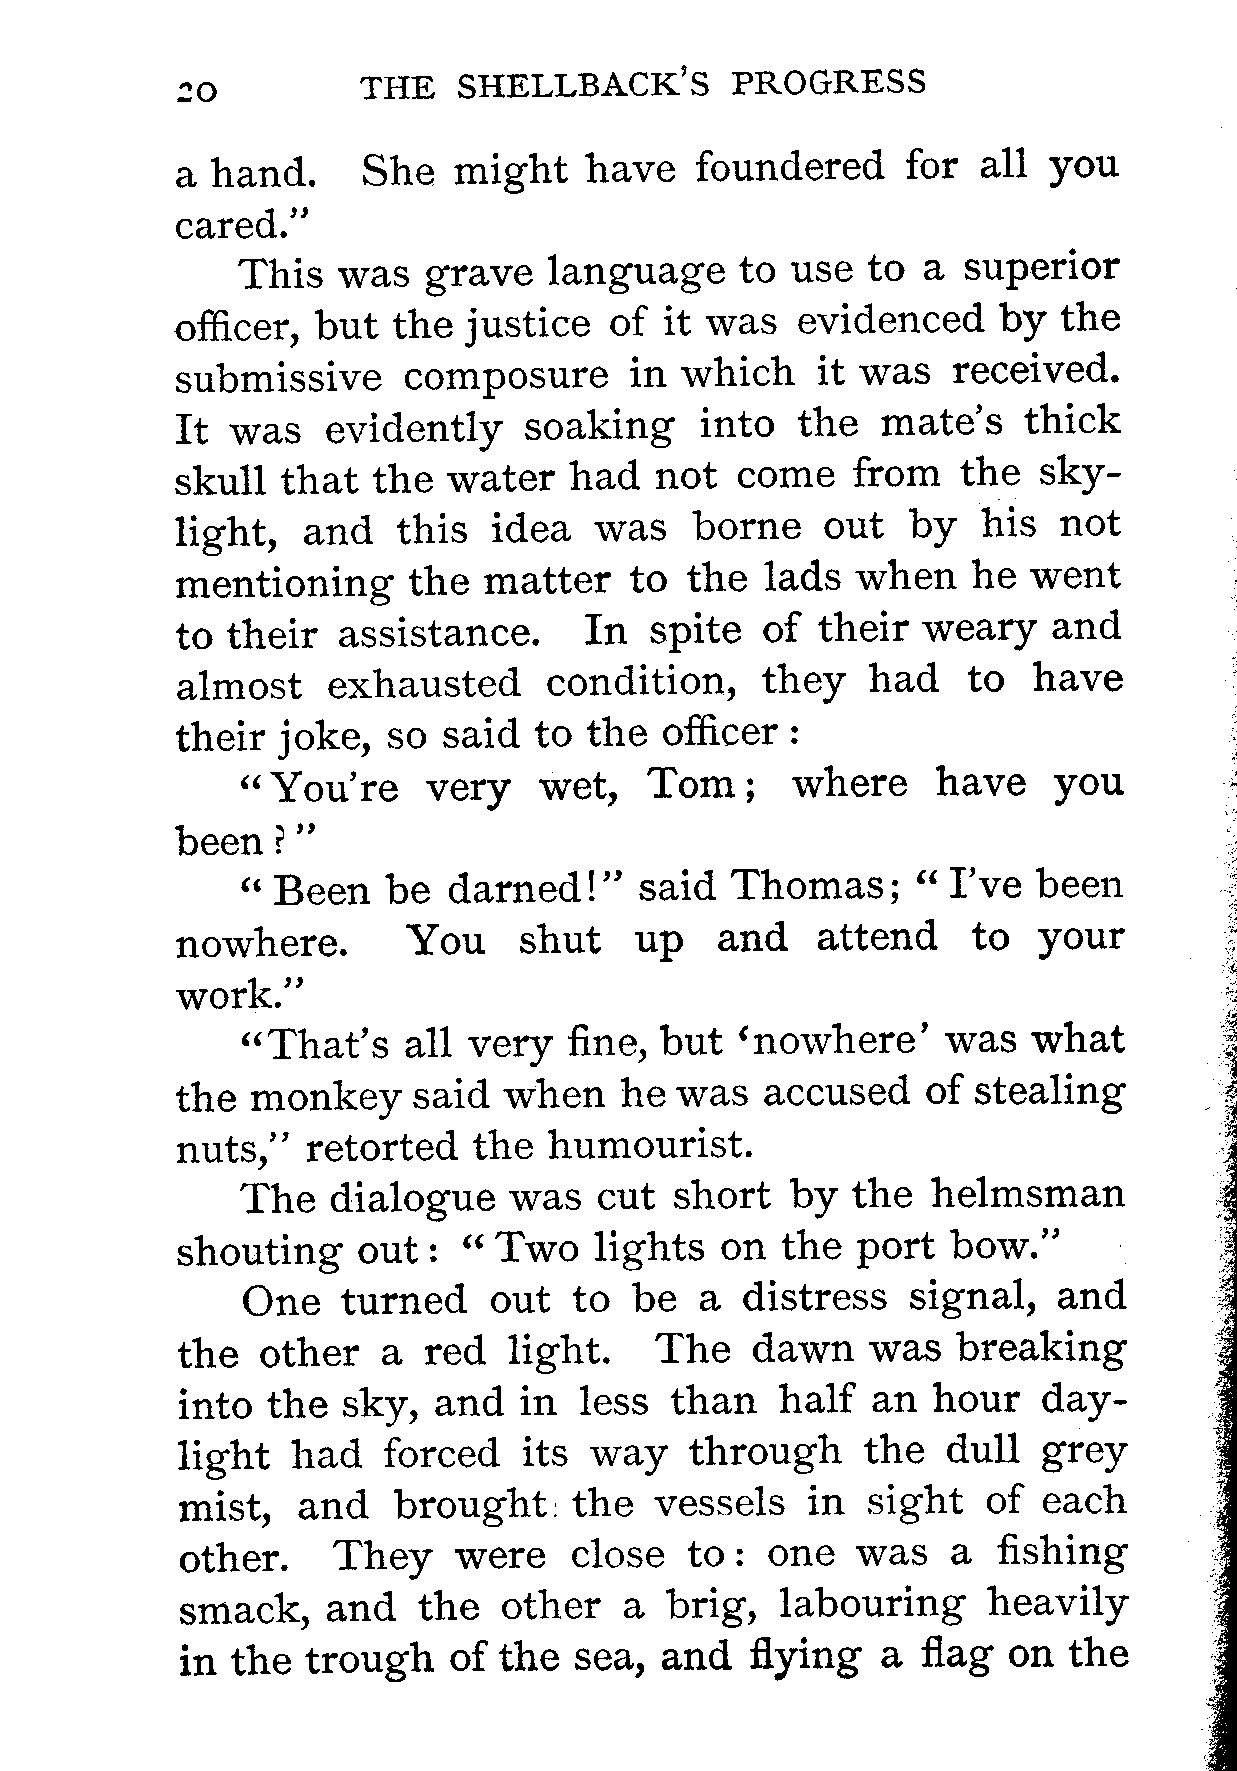 20 THE SHELLBACK'S PROGRESS
a hand. She might have foundered for all you
cared."
This was grave language to use to a superior
officer, but the justice of it was evidenced by the
submissive composure in which it was received.
It was evidently soaking into the mate's thick
skull that the water had not come from the sky-
light, and this idea was borne out by his not
mentioning the matter to the lads when he went
to their assistance. In spite of their weary and
almost exhausted condition, they had to have
their joke, so said to the officer :
" You're very wet, Tom ; where have you
been ? "
" Been be darned!" said Thomas; " I've been
nowhere. You shut up and attend to your
work."
"That's all very fine, but 'nowhere' was what
the monkey said when he was accused of stealing
nuts," retorted the humourist.
The dialogue was cut short by the helmsman
shouting out : " Two lights on the port bow."
One turned out to be a distress signal, and
the other a red light. The dawn was breaking
into the sky, and in less than half an hour day-
light had forced its way through the dull grey
mist, and brought the vessels in sight of each
other. They were close to : one was a fishing
smack, and the other a brig, labouring heavily
in the trough of the sea, and flying a flag on the